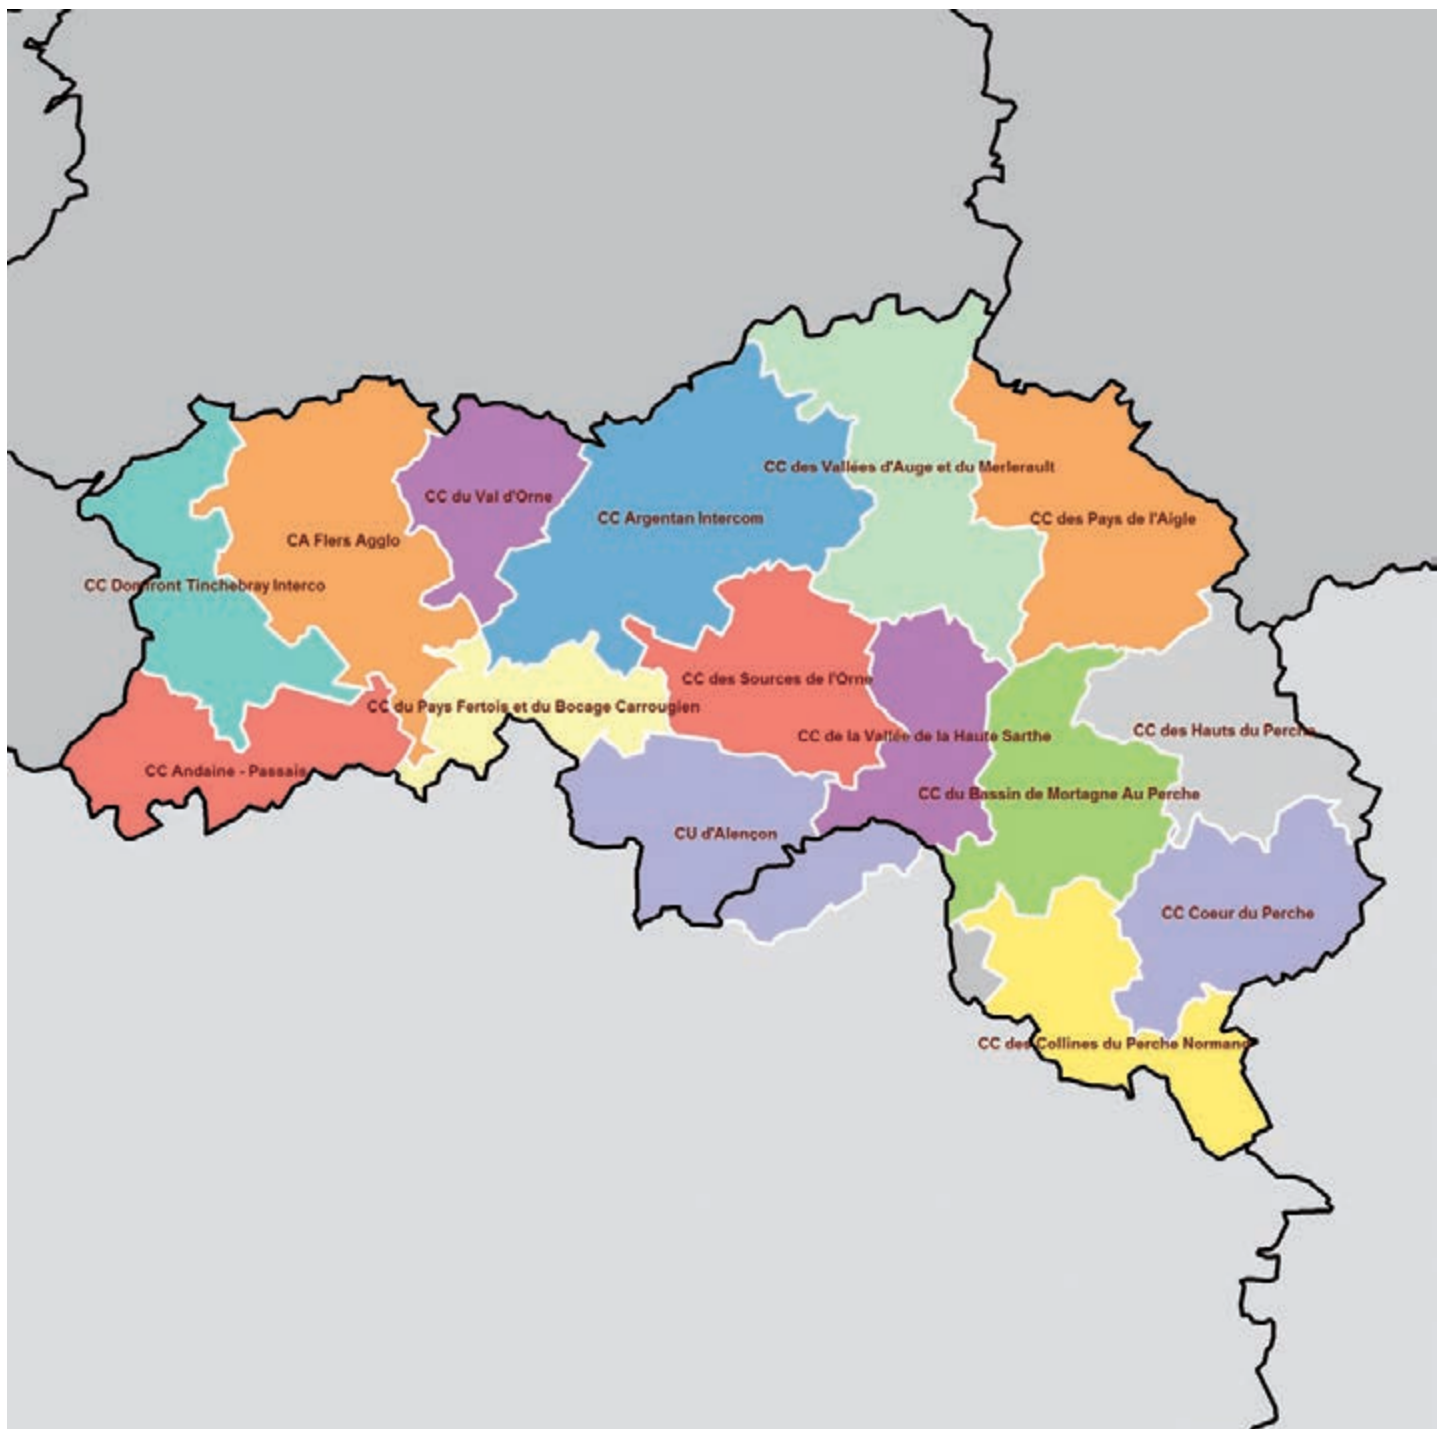 CC des Vallées d'Auge et du Merlerault
CC du Val d'Orne
CC Argentan Intercom
CC des Pays de l'Aigle
CA Flers Agglo
CC Domfront Tinchebray Interco
CC des Sources de l'Orne
CC du Pays Fertois et du Bocage Carrougien
CC des Hauts du Perche
CC de la Vallée de la Haute Sarthe
CC Andaine - Passais
CC du Bassin de Mortagne Au Perche
CU d'Alençon
CC Coeur du Perche
CC des Collines du Perche Normand